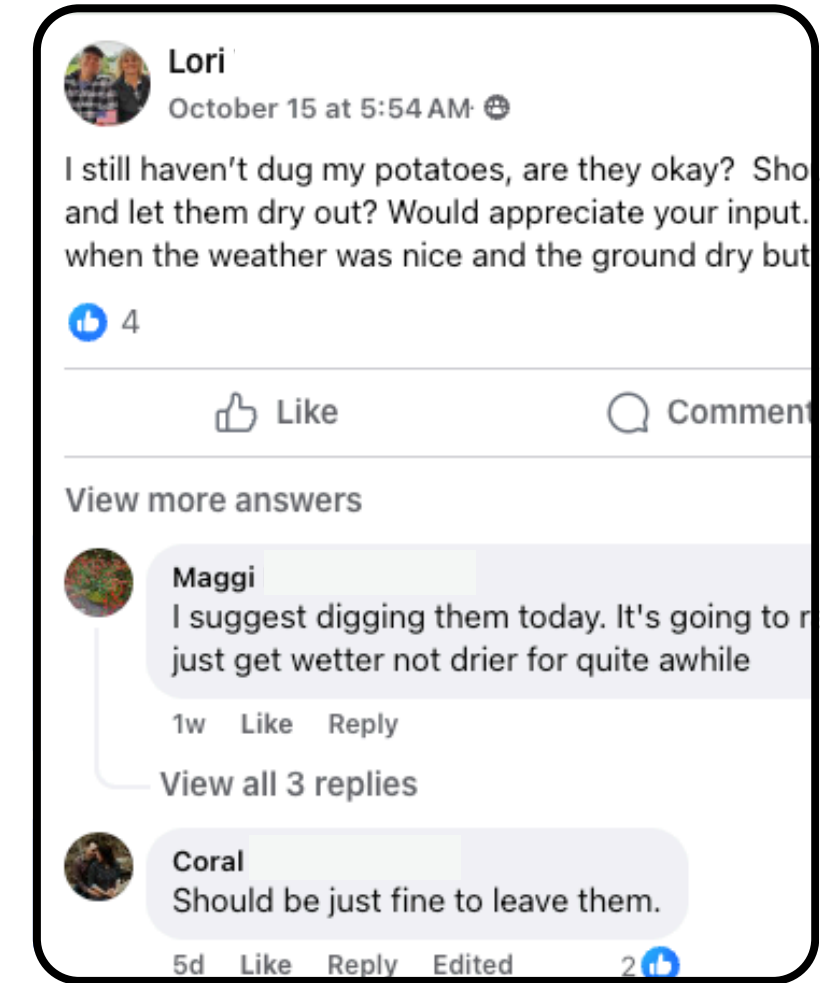 Lori
October 15 at 5:54 AM ·
I still haven't dug my potatoes, are they okay?  Sho
and let them dry out? Would appreciate your input.
when the weather was nice and the ground dry but
4
Like
Comment
View more answers
Maggi
I suggest digging them today. It's going to r
just get wetter not drier for quite awhile
1w Like Reply
View all 3 replies
Coral
Should be just fine to leave them.
5d Like Reply Edited 2